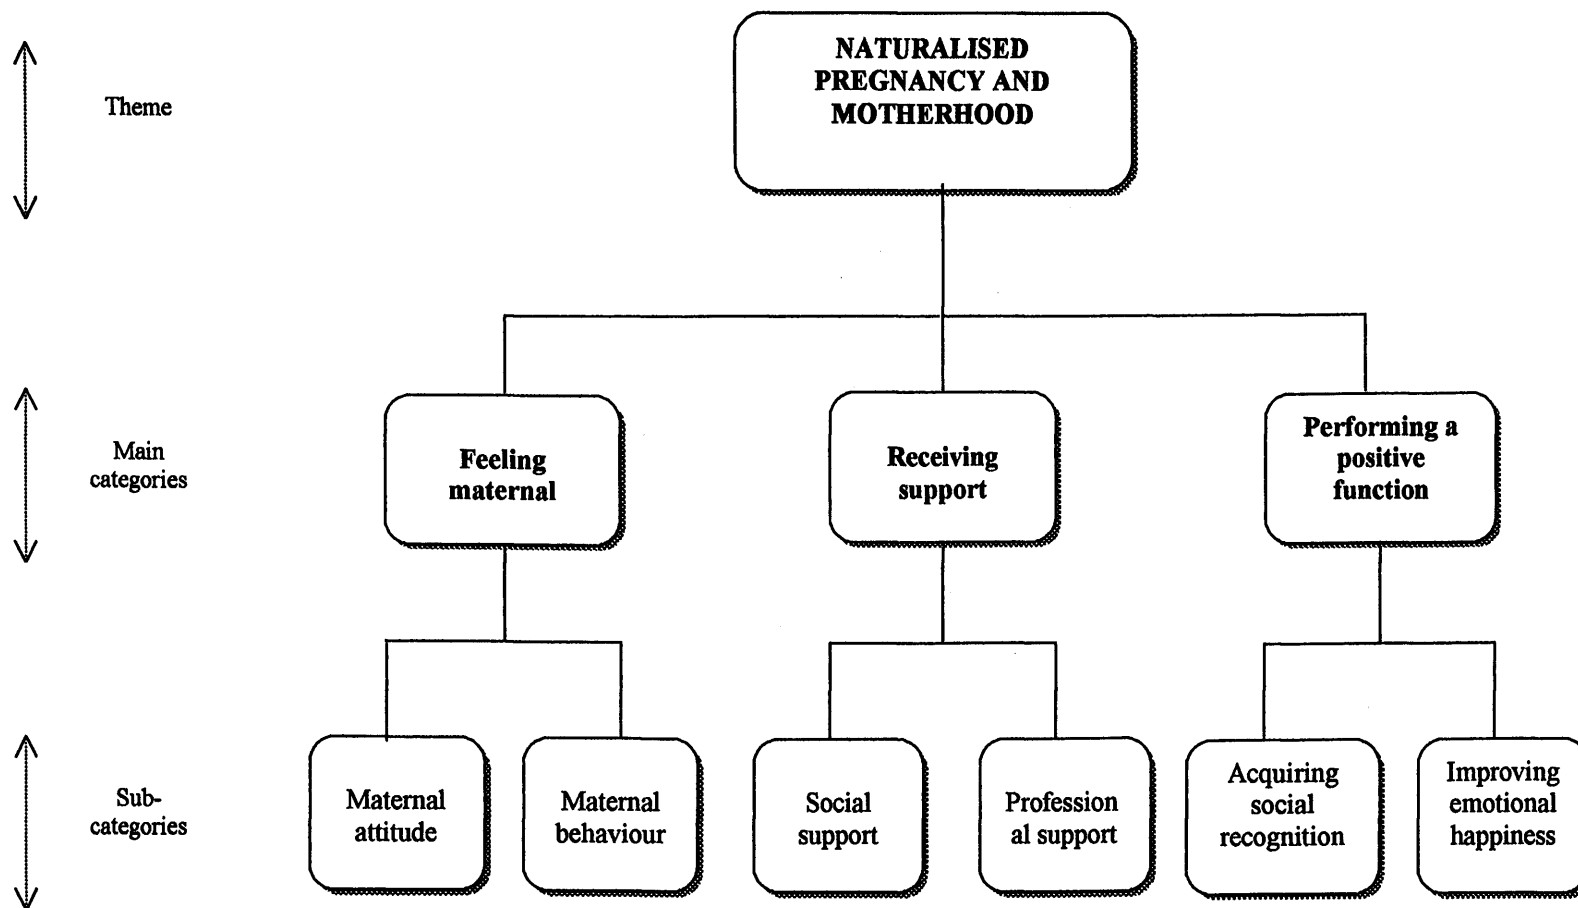 Theme
NATURALISED
PREGNANCY AND
MOTHERHOOD
Main
categories
Feeling
maternal
Receiving
support
Performing a
positive
function
Sub-
categories
Maternal
attitude
Maternal
behaviour
Social
support
Profession
al support
Acquiring
social
recognition
Improving
emotional
happiness